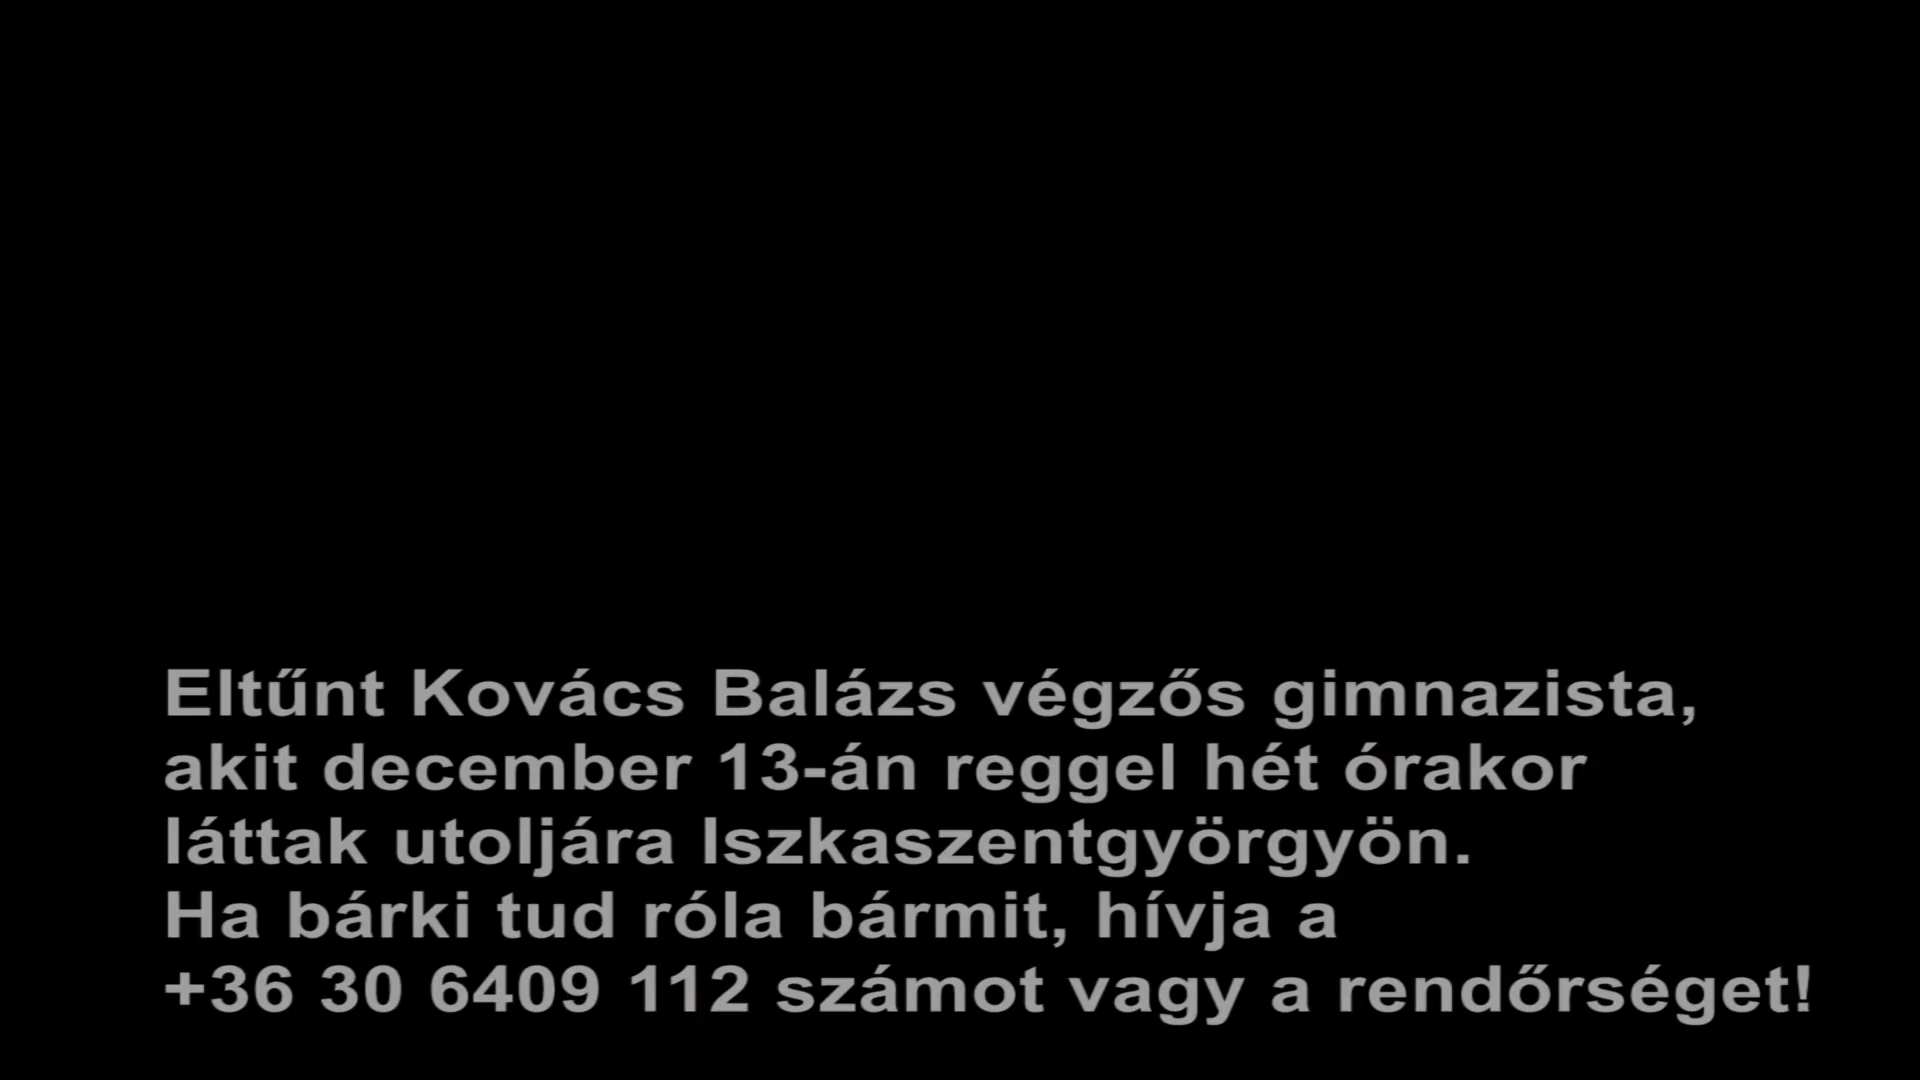 Eltűnt Kovács Balázs végzős gimnazista,
akit december 13-án reggel hét órakor
láttak utoljára Iszkaszentgyörgyön.
Ha bárki tud róla bármit, hívja a
+36 30 6409 112 számot vagy a rendőrséget!